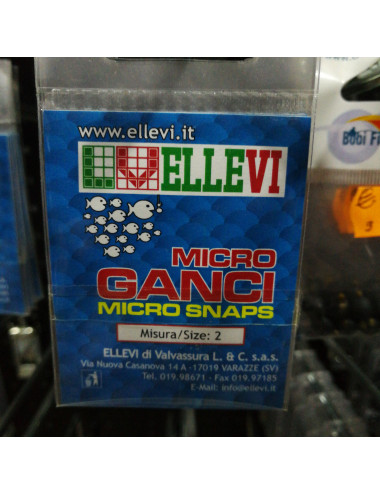 www.ellevi.it
ELLEVI
MICRO
GANCI
MICRO SNAPS
Misura/Size: 2
ELLEVI di Valvassura L. & C. s.a.s.
Via Nuova Casanova 14 A -17019 VARAZZE (SV)
Tel. 019.98671 - Fax 019.97185
E-Mail: info@ellevi.it